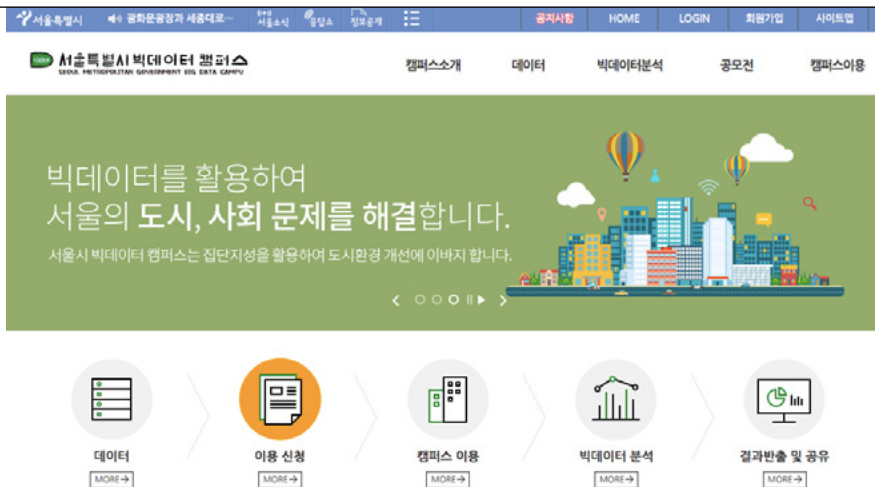 서울특별시 광화문광장과 세종대로… 서울소식 응답소 정보공개 공지사항 HOME LOGIN 회원가입 사이트맵
서울특별시 빅데이터 캠퍼스 캠퍼스소개 데이터 빅데이터분석 공모전 캠퍼스이용
SEOUL METROPOLITAN GOVERNMENT BIG DATA CAMPU
빅데이터를 활용하여
서울의 도시, 사회 문제를 해결합니다.
서울시 빅데이터 캠퍼스는 집단지성을 활용하여 도시환경 개선에 이바지 합니다.
데이터 이용 신청 캠퍼스 이용 빅데이터 분석 결과반출 및 공유
MORE→ MORE→ MORE→ MORE→ MORE→